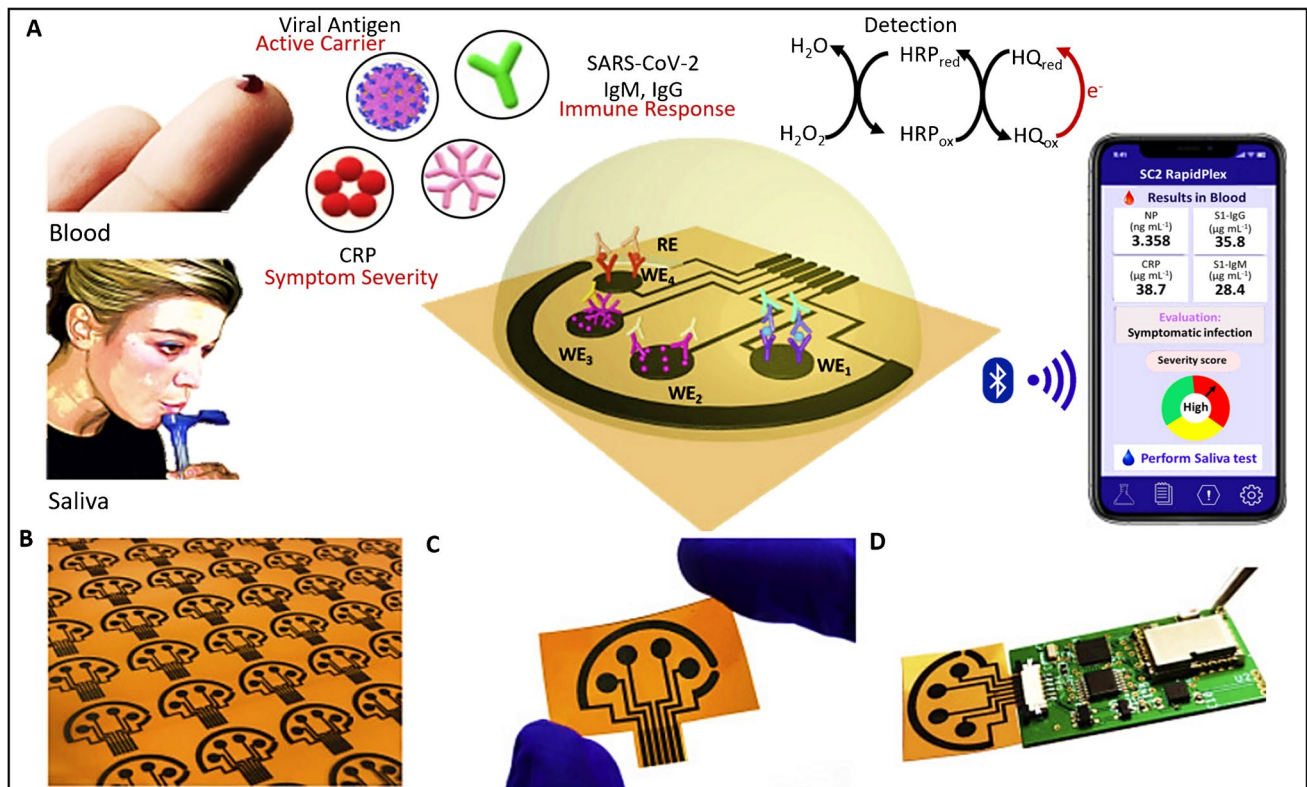 A
Viral Antigen
Active Carrier
SARS-CoV-2
IgM, IgG
Immune Response
Blood
CRP
Symptom Severity
Saliva
Detection
H₂O HRPred HQred
e⁻
H₂O₂ HRPox HQox
RE
WE₄
WE₃
WE₂
WE₁
SC2 RapidPlex
Results in Blood
NP
(ng mL⁻¹)
3.358
S1-IgG
(µg mL⁻¹)
35.8
CRP
(µg mL⁻¹)
38.7
S1-IgM
(µg mL⁻¹)
28.4
Evaluation:
Symptomatic infection
Severity score
High
Perform Saliva test
B
C
D